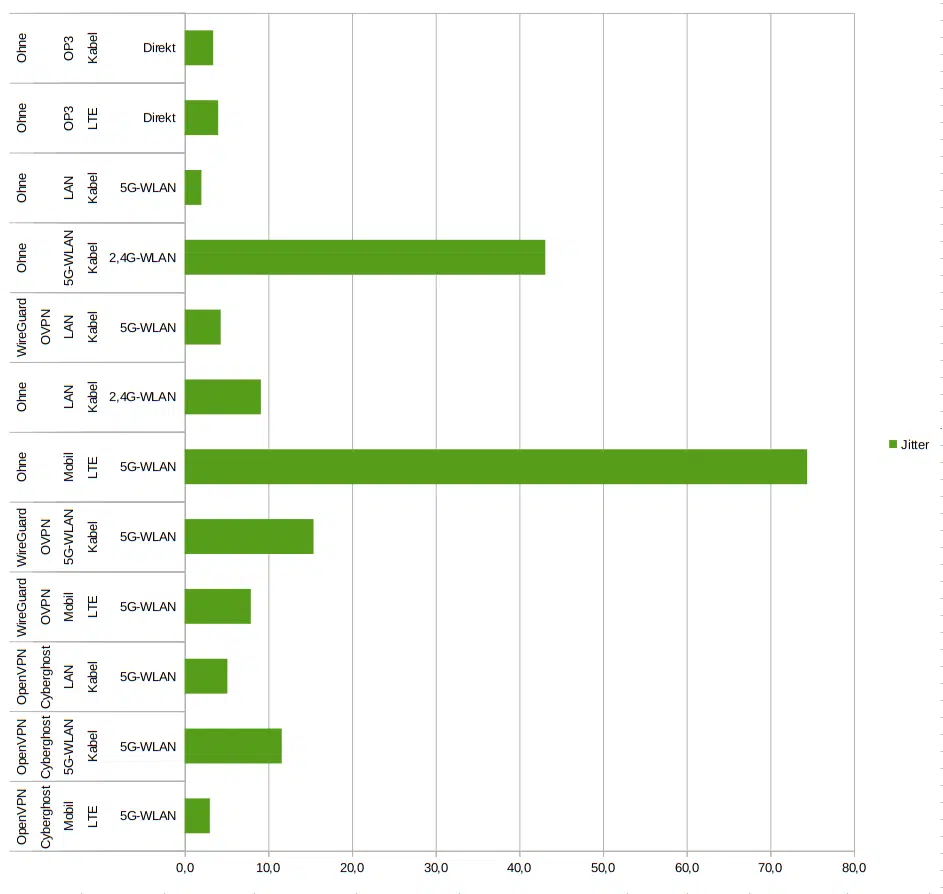 Ohne OP3 Kabel Direkt
Ohne OP3 LTE Direkt
Ohne LAN Kabel 5G-WLAN
Ohne 5G-WLAN Kabel 2,4G-WLAN
WireGuard OVPN LAN Kabel 5G-WLAN
Ohne LAN Kabel 2,4G-WLAN
Ohne Mobil LTE 5G-WLAN
WireGuard OVPN 5G-WLAN Kabel 5G-WLAN
WireGuard OVPN Mobil LTE 5G-WLAN
OpenVPN Cyberghost LAN Kabel 5G-WLAN
OpenVPN Cyberghost 5G-WLAN Kabel 5G-WLAN
OpenVPN Cyberghost Mobil LTE 5G-WLAN
0,0 10,0 20,0 30,0 40,0 50,0 60,0 70,0 80,0
Jitter